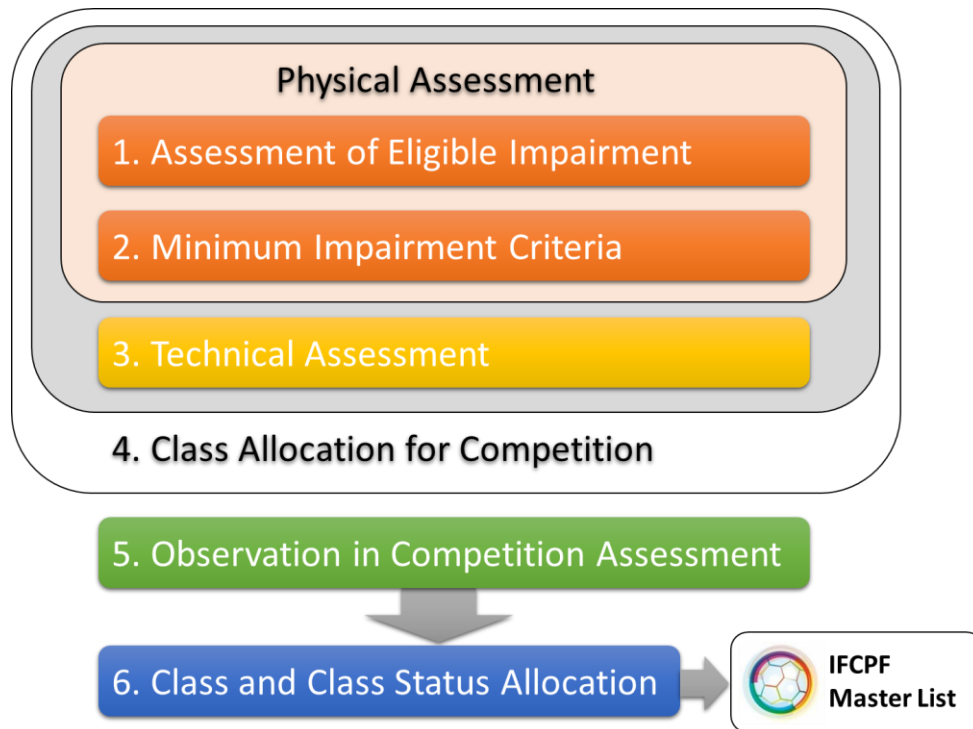 Physical Assessment
1. Assessment of Eligible Impairment
2. Minimum Impairment Criteria
3. Technical Assessment
4. Class Allocation for Competition
5. Observation in Competition Assessment
6. Class and Class Status Allocation
IFCPF
Master List